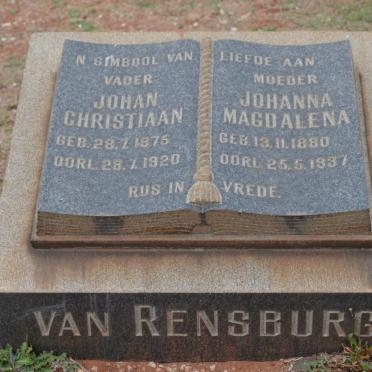 'N SIMBOOL VAN LIEFDE AAN
VADER
JOHAN
CHRISTIAAN
GEB. 28.7.1875
OORL. 29.7.1920
MOEDER
JOHANNA
MAGDALENA
GEB. 13.11.1880
OORL. 25.5.1937
RUS IN VREDE.
VAN RENSBURG